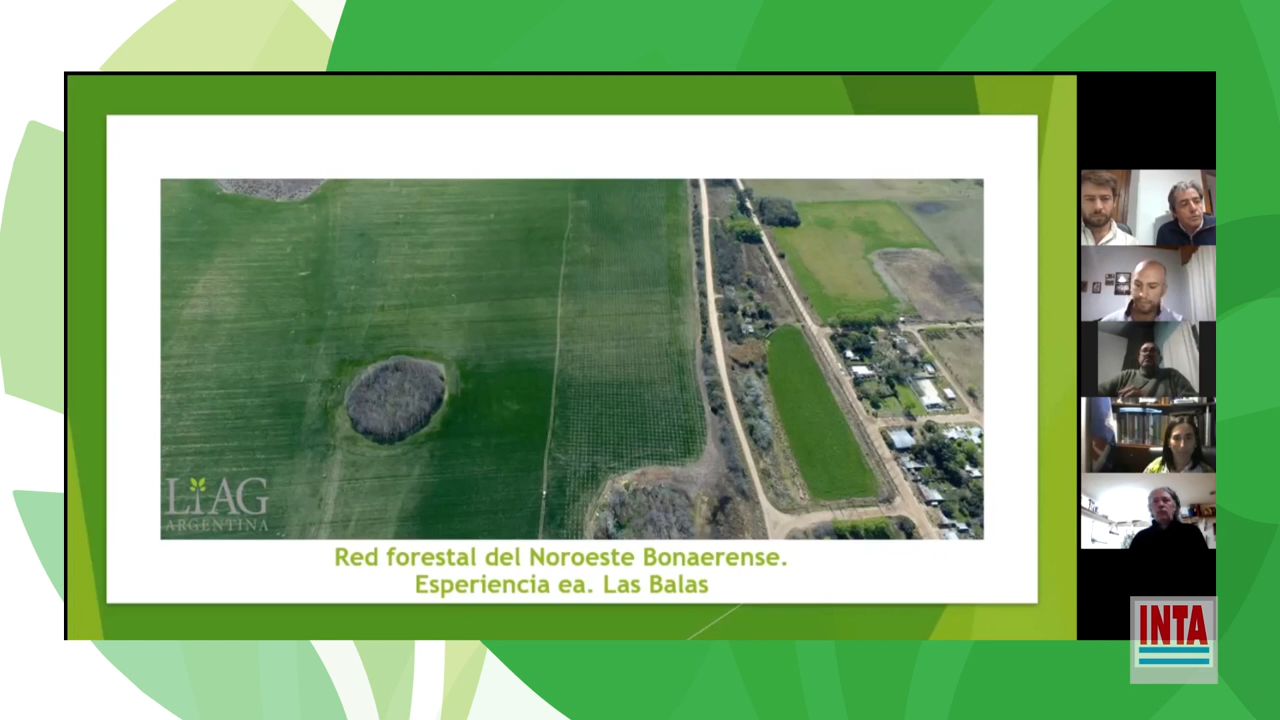 LIAG
ARGENTINA
Red forestal del Noroeste Bonaerense.
Esperiencia ea. Las Balas
INTA